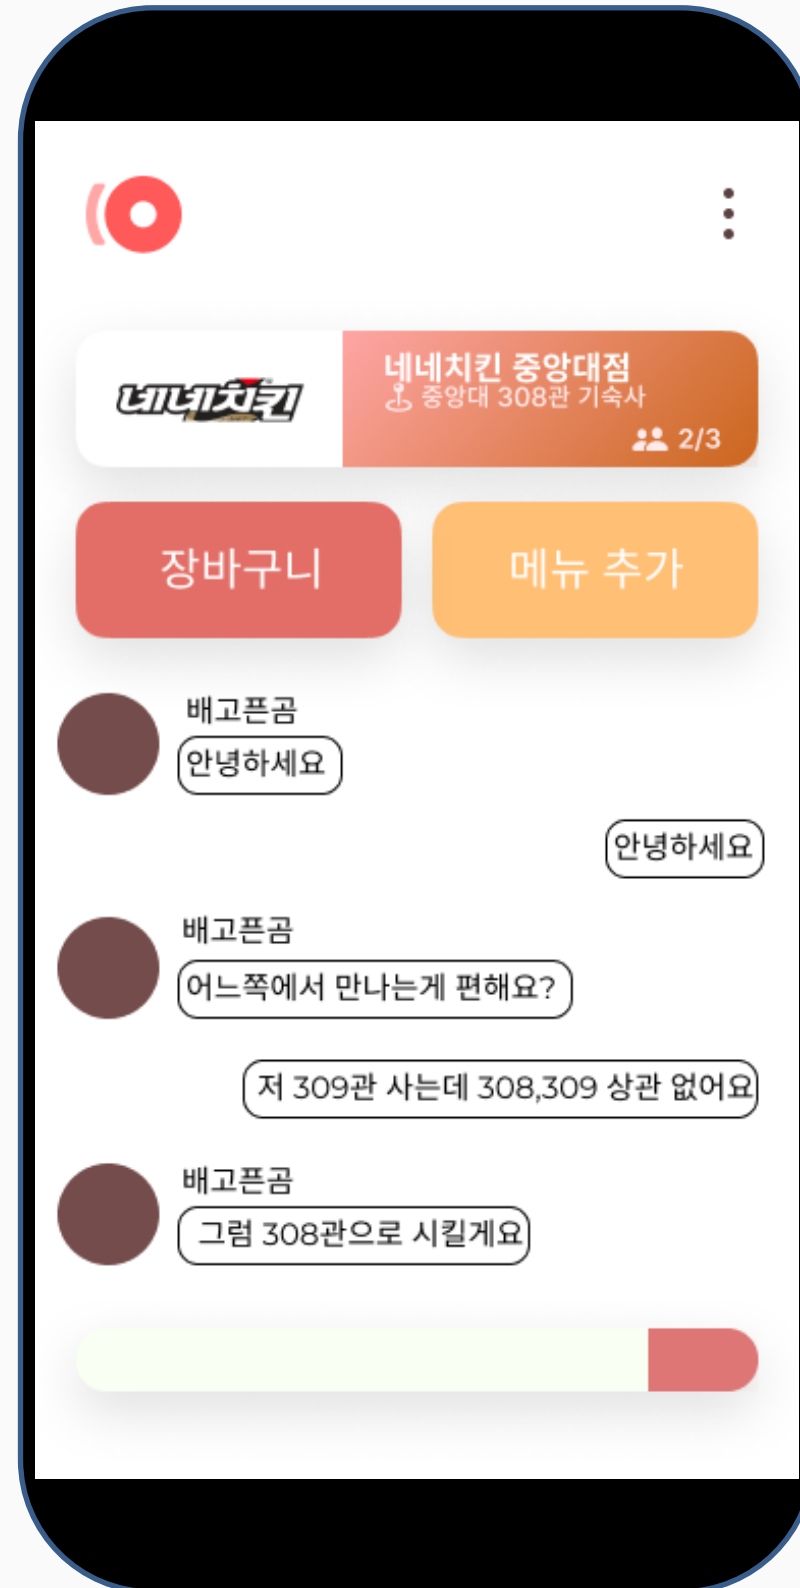 네네치킨
네네치킨 중앙대점
중앙대 308관 기숙사
2/3
장바구니
메뉴 추가
배고픈곰
안녕하세요
안녕하세요
배고픈곰
어느쪽에서 만나는게 편해요?
저 309관 사는데 308,309 상관 없어요
배고픈곰
그럼 308관으로 시킬게요